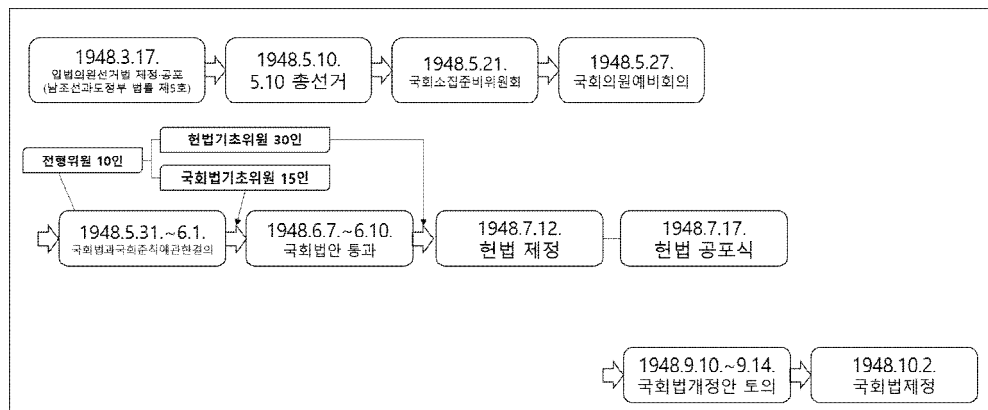 1948.3.17.
입법의원선거법 제정·공포
(남조선과도정부 법률 제5호)
1948.5.10.
5.10 총선거
1948.5.21.
국회소집준비위원회
1948.5.27.
국회의원예비회의
헌법기초위원 30인
전형위원 10인
국회법기초위원 15인
1948.5.31.~6.1.
국회법과국회준칙에관한결의
1948.6.7.~6.10.
국회법안 통과
1948.7.12.
헌법 제정
1948.7.17.
헌법 공포식
1948.9.10.~9.14.
국회법개정안 토의
1948.10.2.
국회법제정